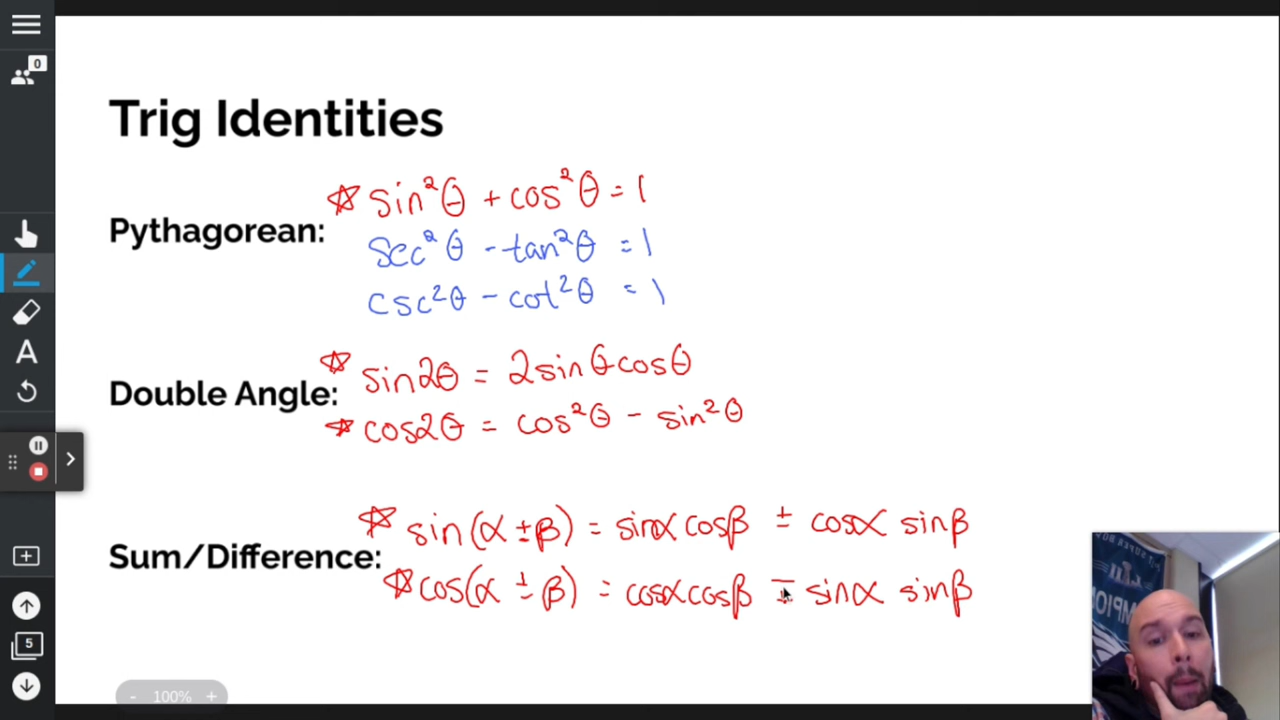 0
Trig Identities
☆ sin²θ + cos²θ = 1
Pythagorean:
sec²θ - tan²θ = 1
csc²θ - cot²θ = 1
☆ sin2θ = 2sinθcosθ
Double Angle:
☆ cos2θ = cos²θ - sin²θ
☆ sin(α ± β) = sinα cosβ ± cosα sinβ
Sum/Difference:
☆ cos(α ± β) = cosα cosβ ∓ sinα sinβ
A
5
- 100% +